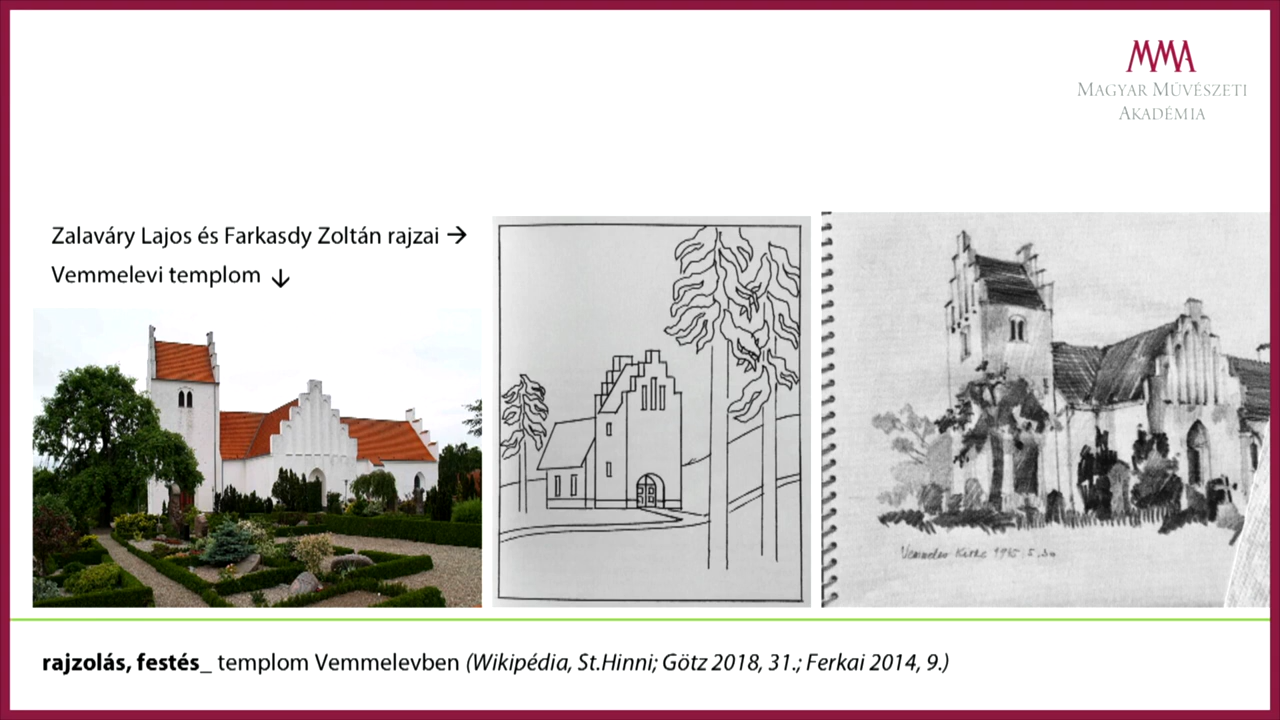 MMA
MAGYAR MŰVÉSZETI
AKADÉMIA
Zalaváry Lajos és Farkasdy Zoltán rajzai →
Vemmelevi templom ↓
Kirke
rajzolás, festés_ templom Vemmelevben (Wikipédia, St.Hinni; Götz 2018, 31.; Ferkai 2014, 9.)